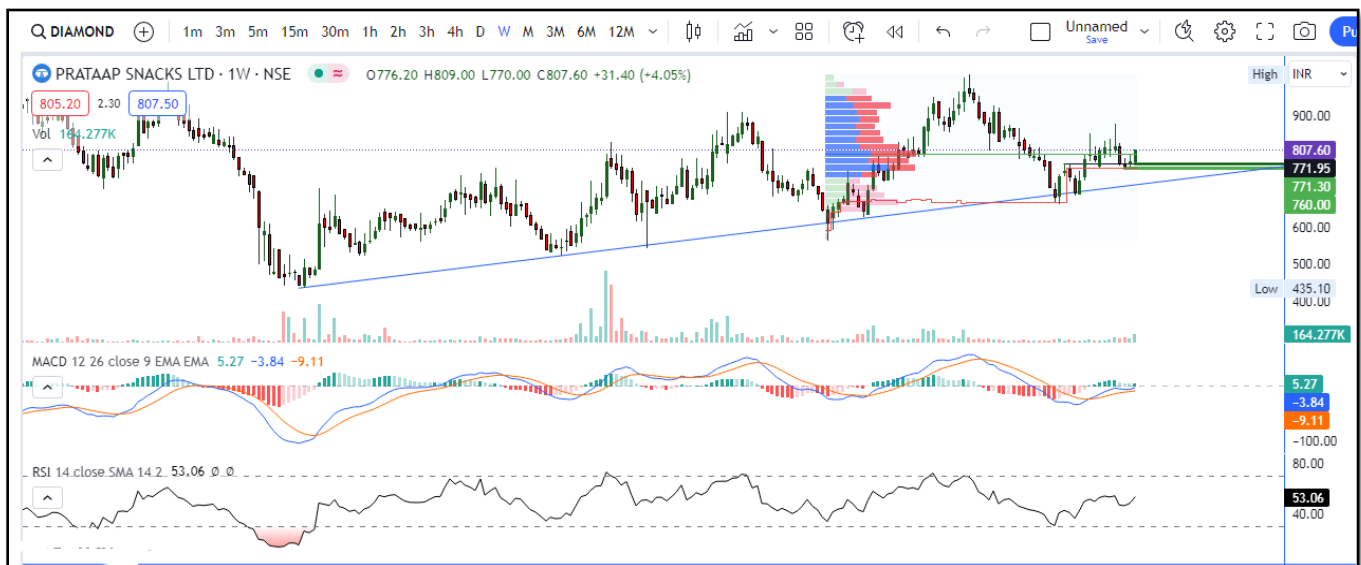 DIAMOND 1m 3m 5m 15m 30m 1h 2h 3h 4h D W M 3M 6M 12M Unnamed
Save
PRATAAP SNACKS LTD · 1W · NSE O776.20 H809.00 L770.00 C807.60 +31.40 (+4.05%) High INR
805.20 2.30 807.50
900.00
Vol 164.277K
807.60
771.95
771.30
760.00
600.00
500.00
Low 435.10
400.00
164.277K
MACD 12 26 close 9 EMA EMA 5.27 −3.84 −9.11
5.27
−3.84
−9.11
−100.00
80.00
RSI 14 close SMA 14 2 53.06 Ø Ø
53.06
40.00